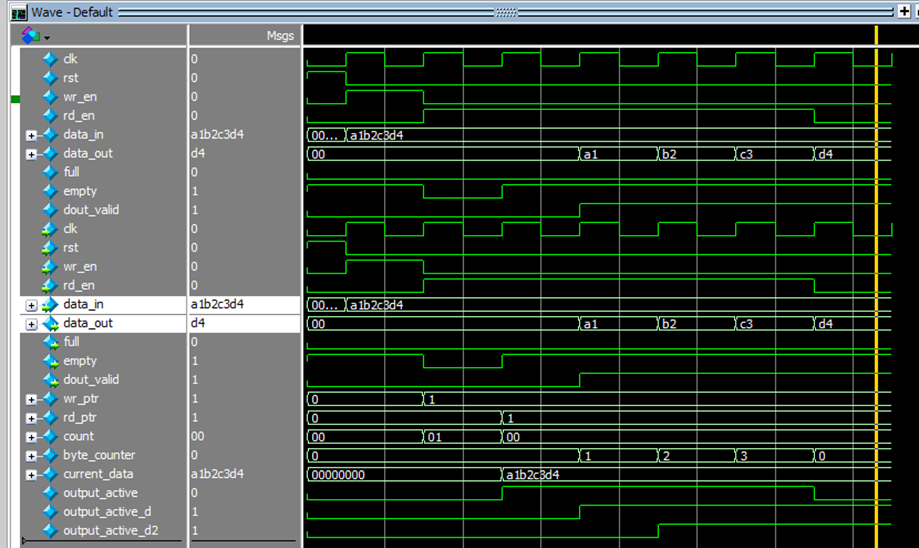 Wave - Default
Msgs
clk 0
rst 0
wr_en 0
rd_en 0
data_in a1b2c3d4 00... a1b2c3d4
data_out d4 00 a1 b2 c3 d4
full 0
empty 1
dout_valid 1
clk 0
rst 0
wr_en 0
rd_en 0
data_in a1b2c3d4 00... a1b2c3d4
data_out d4 00 a1 b2 c3 d4
full 0
empty 1
dout_valid 1
wr_ptr 1 0 1
rd_ptr 1 0 1
count 00 00 01 00
byte_counter 0 0 1 2 3 0
current_data a1b2c3d4 00000000 a1b2c3d4
output_active 0
output_active_d 1
output_active_d2 1